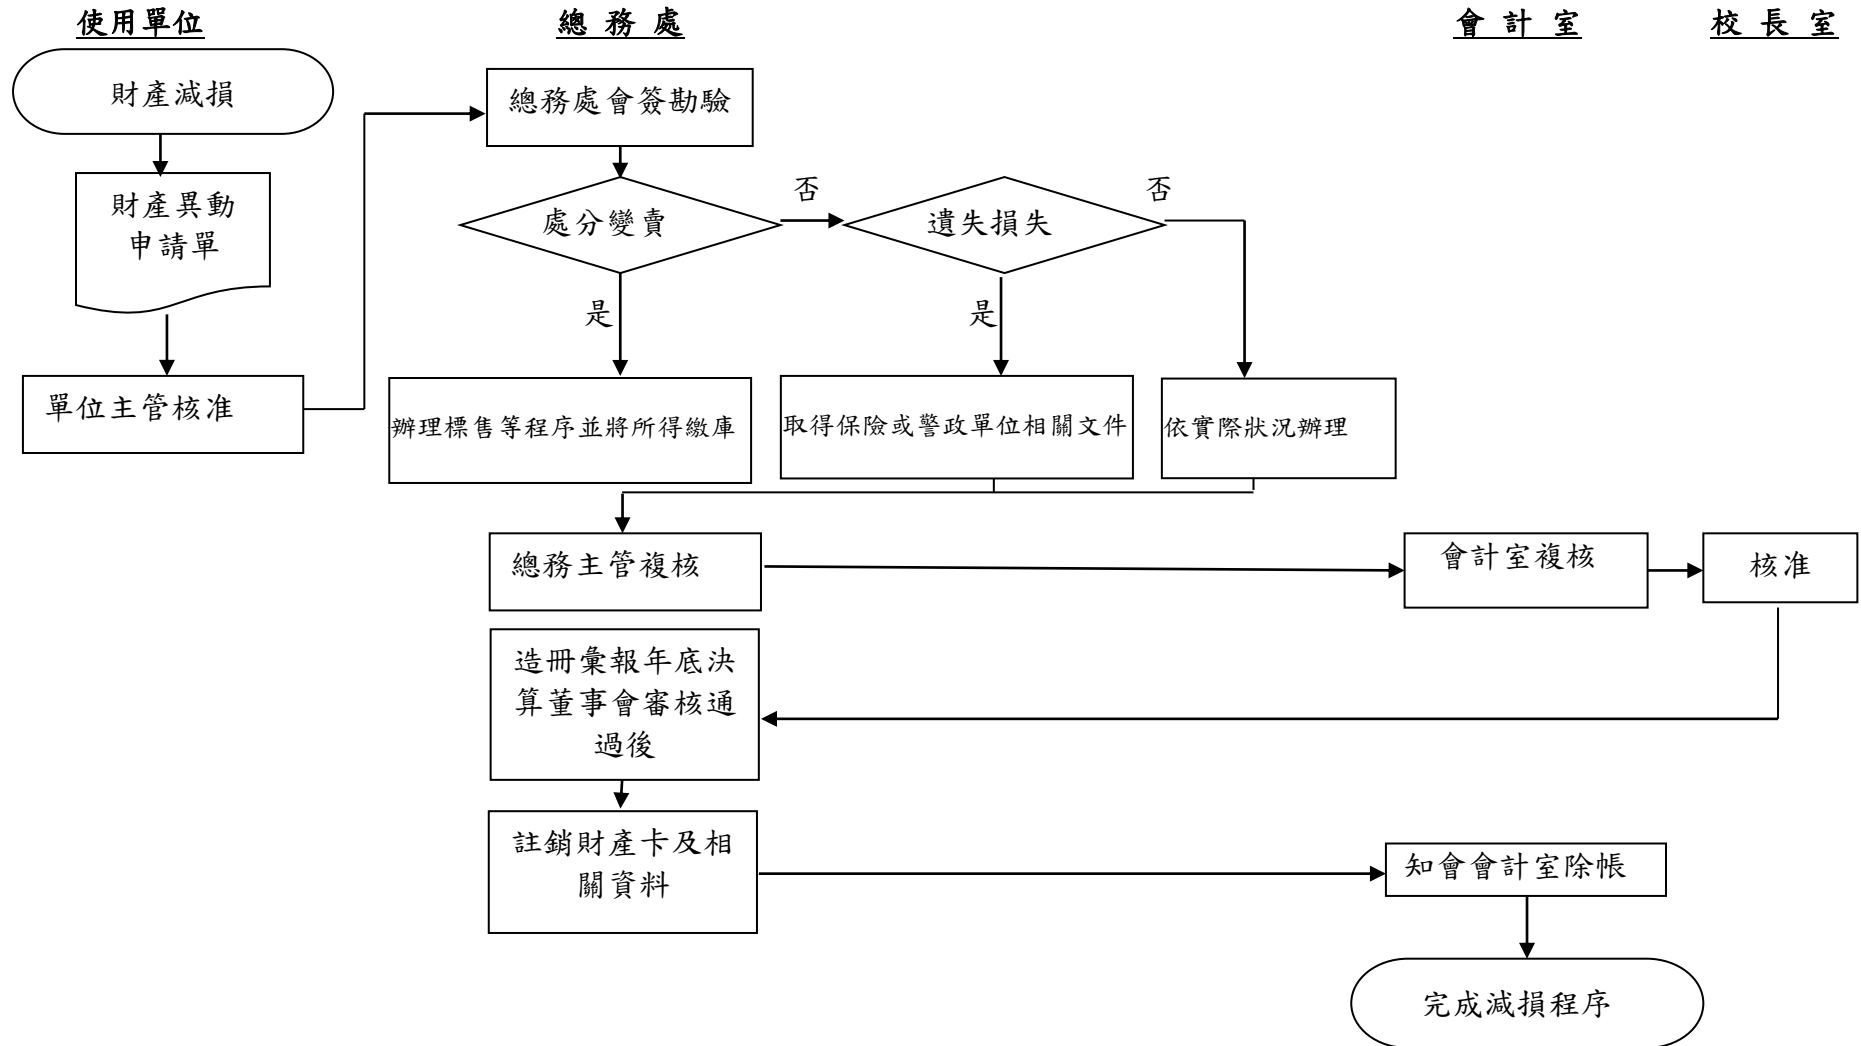 使用單位
總 務 處
會 計 室
校 長 室
財產減損
總務處會簽勘驗
財產異動
申請單
處分變賣
否
遺失損失
否
是
是
單位主管核准
辦理標售等程序並將所得繳庫
取得保險或警政單位相關文件
依實際狀況辦理
總務主管複核
會計室複核
核准
造冊彙報年底決
算董事會審核通
過後
註銷財產卡及相
關資料
知會會計室除帳
完成減損程序